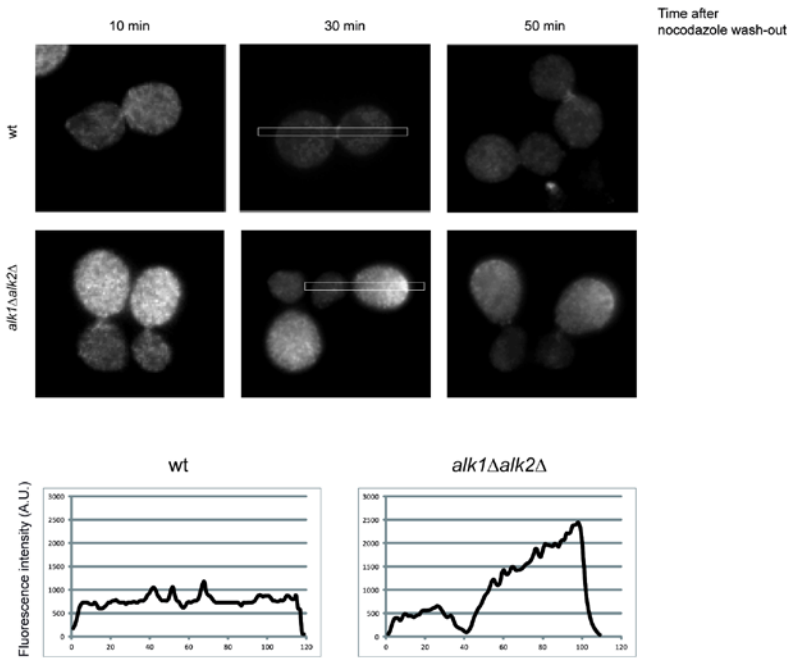 10 min
30 min
50 min
Time after
nocodazole wash-out
wt
alk1Δalk2Δ
wt
alk1Δalk2Δ
Fluorescence intensity (A.U.)
3000
2500
2000
1500
1000
500
0
0 20 40 60 80 100 120
3000
2500
2000
1500
1000
500
0
0 20 40 60 80 100 120